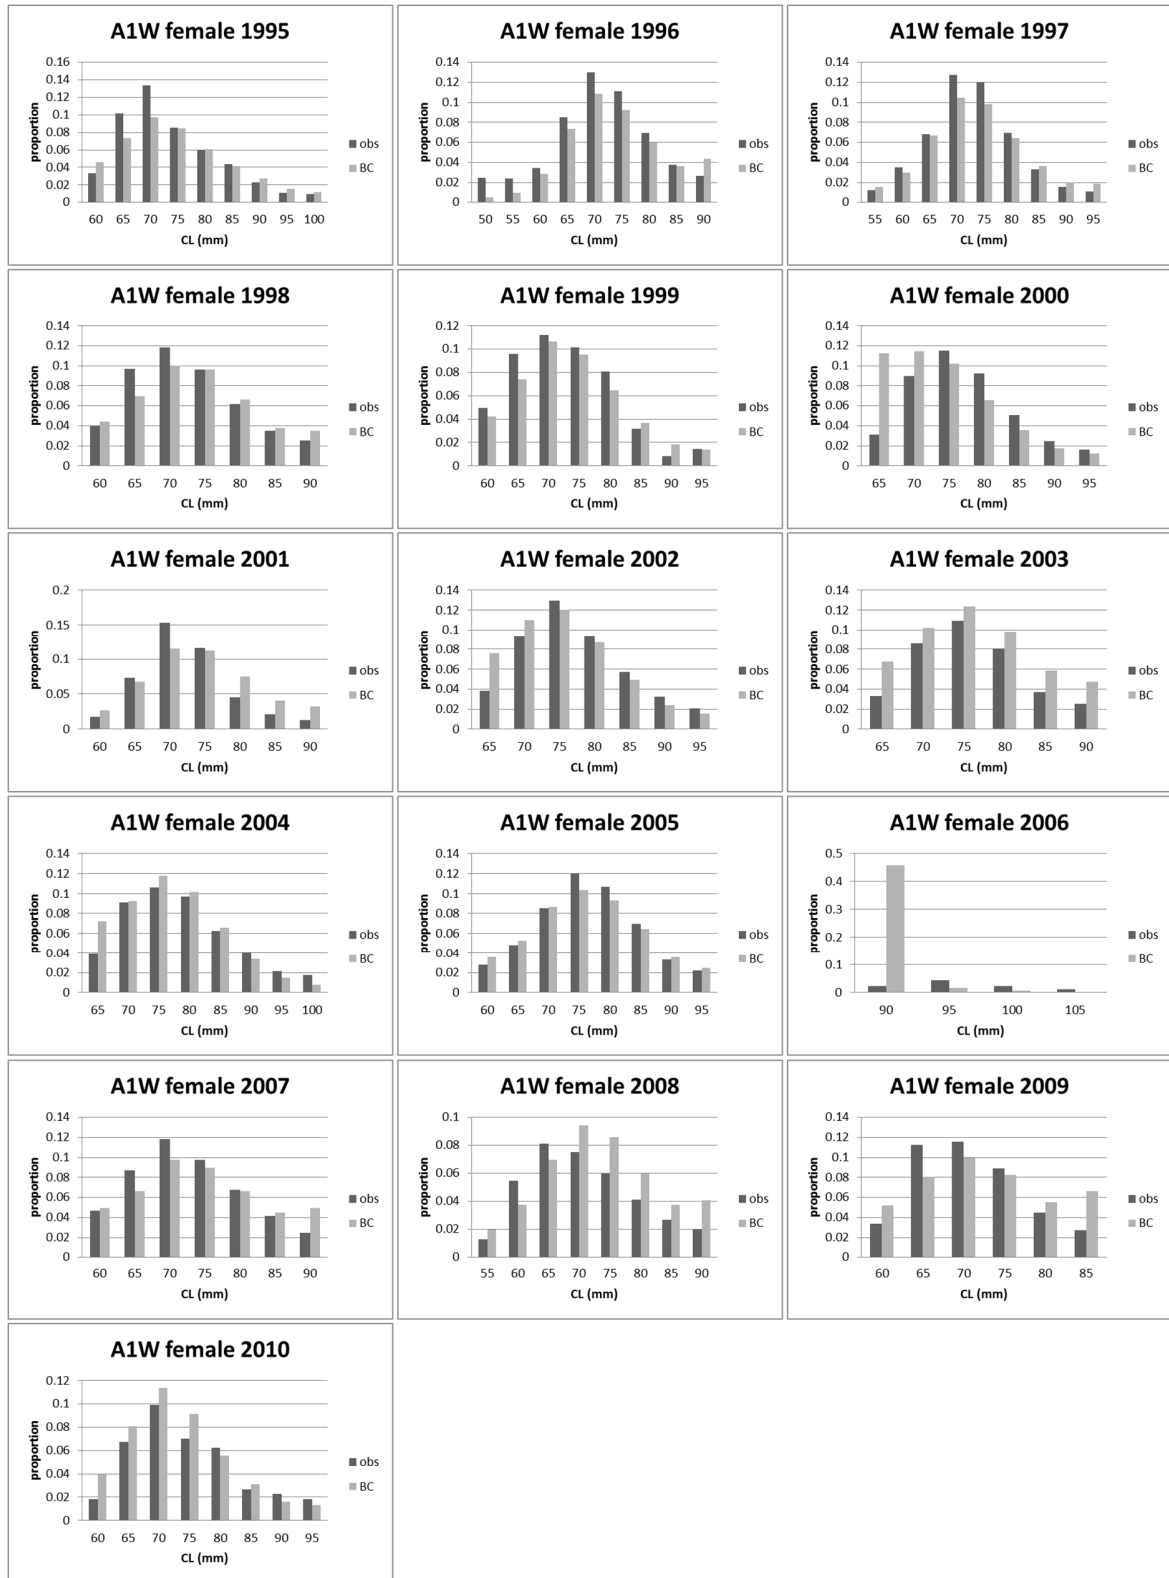 A1W female 1995
proportion
0.16
0.14
0.12
0.1
0.08
0.06
0.04
0.02
0
60 65 70 75 80 85 90 95 100
CL (mm)
obs
BC
A1W female 1996
proportion
0.14
0.12
0.1
0.08
0.06
0.04
0.02
0
50 55 60 65 70 75 80 85 90
CL (mm)
obs
BC
A1W female 1997
proportion
0.14
0.12
0.1
0.08
0.06
0.04
0.02
0
55 60 65 70 75 80 85 90 95
CL (mm)
obs
BC
A1W female 1998
proportion
0.14
0.12
0.1
0.08
0.06
0.04
0.02
0
60 65 70 75 80 85 90
CL (mm)
obs
BC
A1W female 1999
proportion
0.12
0.1
0.08
0.06
0.04
0.02
0
60 65 70 75 80 85 90 95
CL (mm)
obs
BC
A1W female 2000
proportion
0.14
0.12
0.1
0.08
0.06
0.04
0.02
0
65 70 75 80 85 90 95
CL (mm)
obs
BC
A1W female 2001
proportion
0.2
0.15
0.1
0.05
0
60 65 70 75 80 85 90
CL (mm)
obs
BC
A1W female 2002
proportion
0.14
0.12
0.1
0.08
0.06
0.04
0.02
0
65 70 75 80 85 90 95
CL (mm)
obs
BC
A1W female 2003
proportion
0.14
0.12
0.1
0.08
0.06
0.04
0.02
0
65 70 75 80 85 90
CL (mm)
obs
BC
A1W female 2004
proportion
0.14
0.12
0.1
0.08
0.06
0.04
0.02
0
65 70 75 80 85 90 95 100
CL (mm)
obs
BC
A1W female 2005
proportion
0.14
0.12
0.1
0.08
0.06
0.04
0.02
0
60 65 70 75 80 85 90 95
CL (mm)
obs
BC
A1W female 2006
proportion
0.5
0.4
0.3
0.2
0.1
0
90 95 100 105
CL (mm)
obs
BC
A1W female 2007
proportion
0.14
0.12
0.1
0.08
0.06
0.04
0.02
0
60 65 70 75 80 85 90
CL (mm)
obs
BC
A1W female 2008
proportion
0.1
0.08
0.06
0.04
0.02
0
55 60 65 70 75 80 85 90
CL (mm)
obs
BC
A1W female 2009
proportion
0.14
0.12
0.1
0.08
0.06
0.04
0.02
0
60 65 70 75 80 85
CL (mm)
obs
BC
A1W female 2010
proportion
0.12
0.1
0.08
0.06
0.04
0.02
0
60 65 70 75 80 85 90 95
CL (mm)
obs
BC